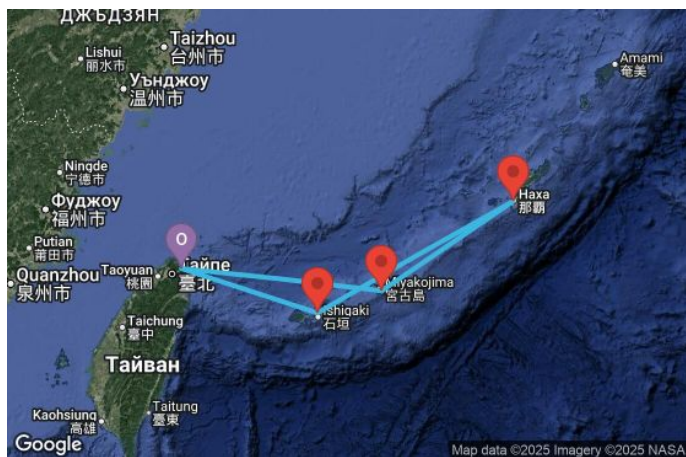 ДЖЪДЗЯН
Taizhou
台州市
Lishui
丽水市
Уънджоу
温州市
Amami
奄美
Ningde
宁德市
Фуджоу
福州市
Haxa
那覇
Putian
莆田市
O
Тайпе
臺北
Taoyuan
桃園
Quanzhou
泉州市
Miyakojima
宮古島
Ishigaki
石垣
Taichung
臺中
Тайван
Kaohsiung
高雄
Taitung
臺東
Google
Map data ©2025 Imagery ©2025 NASA